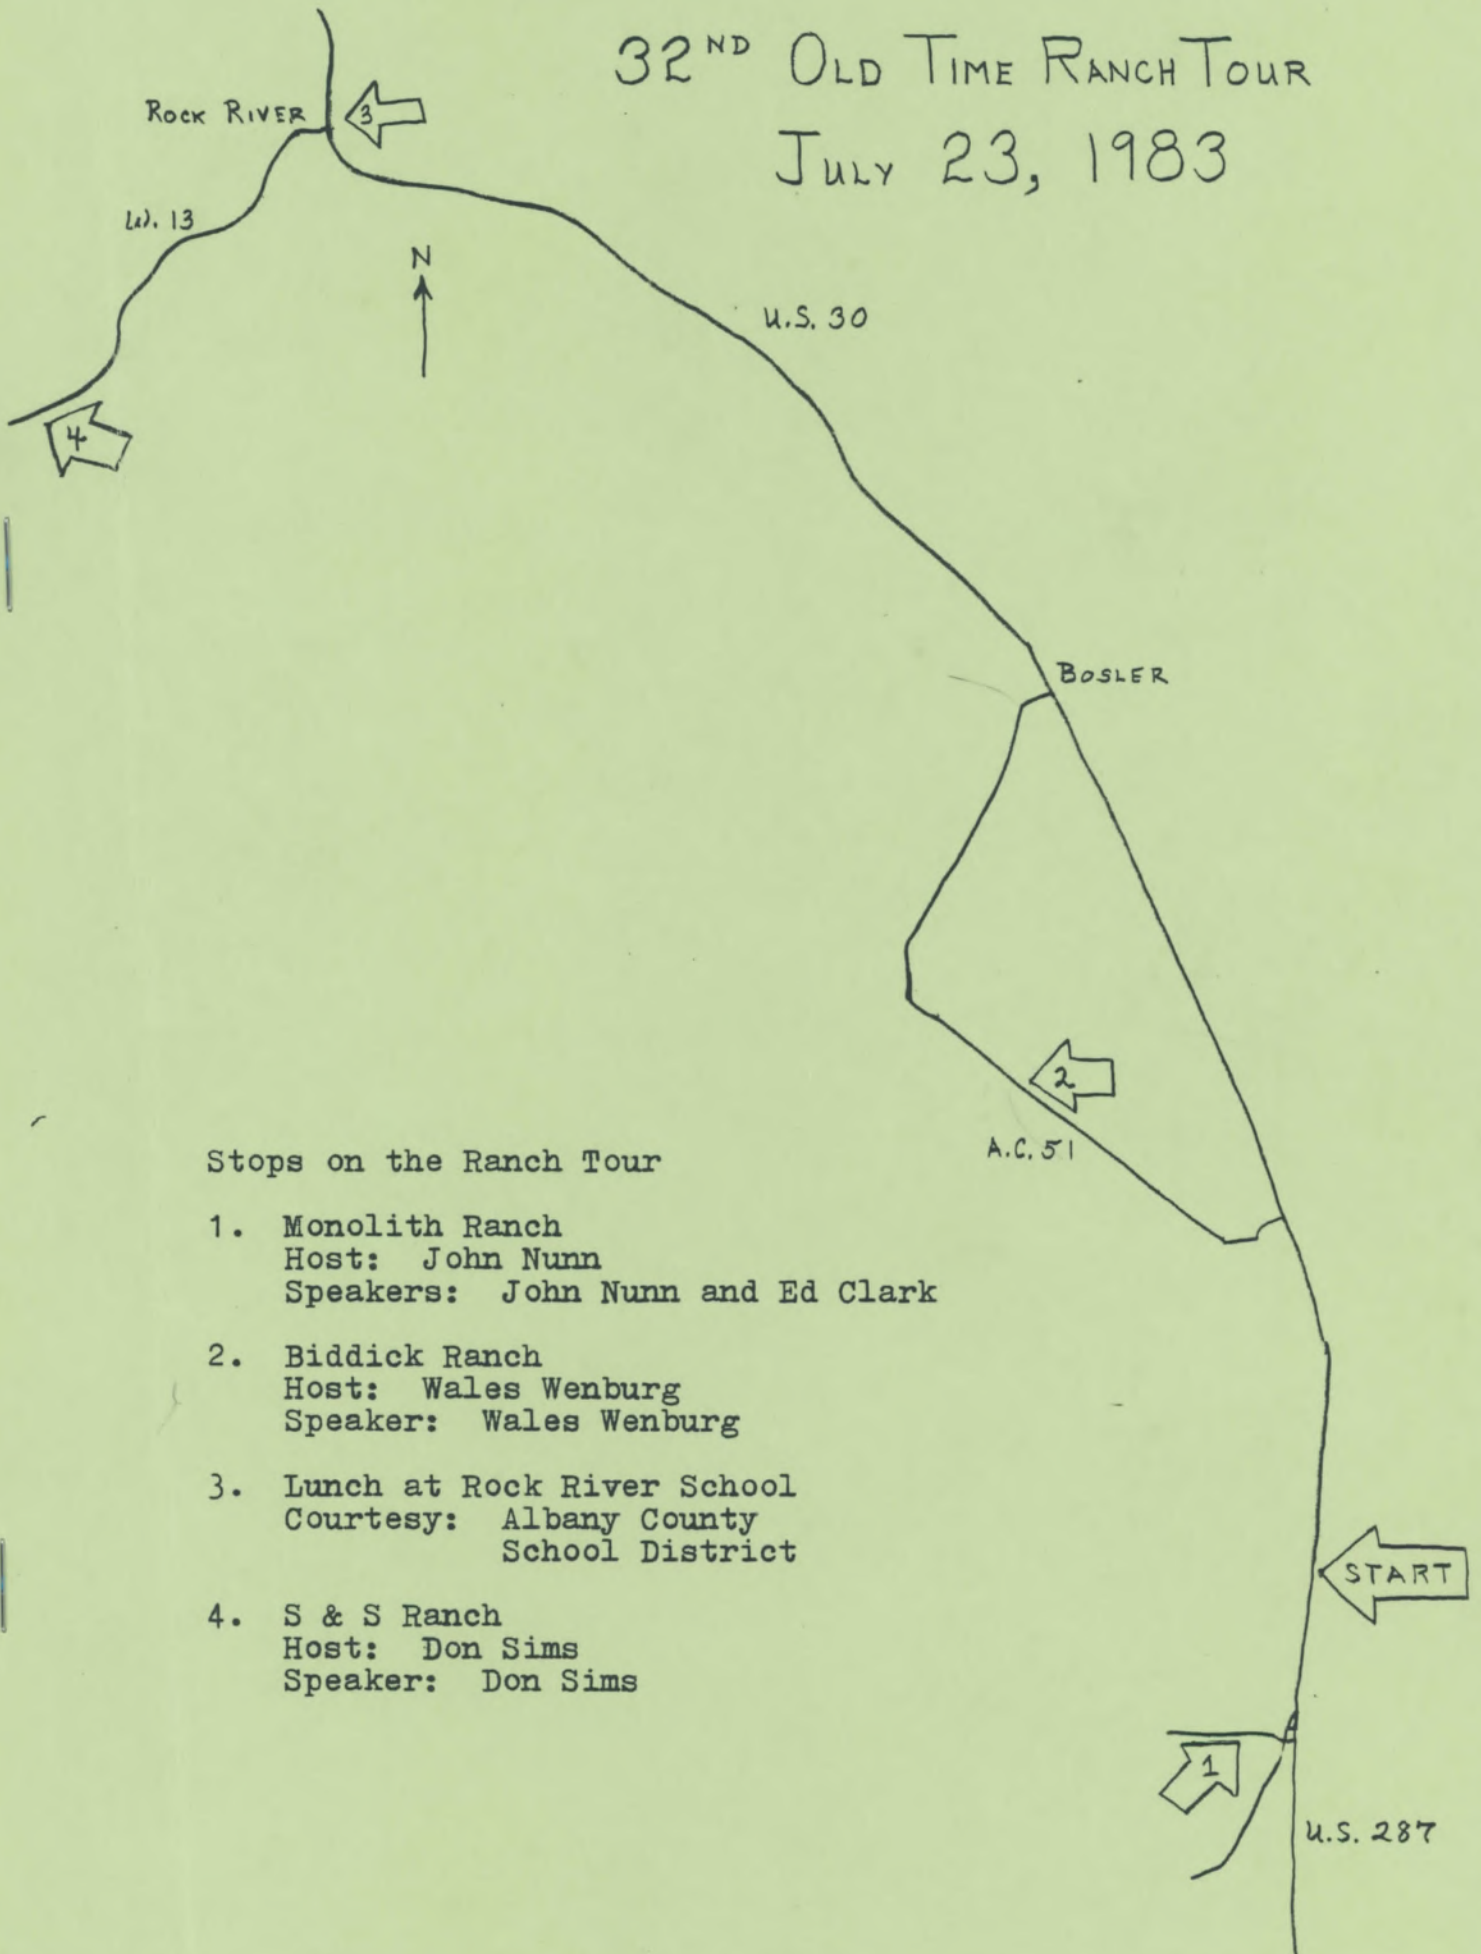 32ND OLD TIME RANCH TOUR
JULY 23, 1983
ROCK RIVER
3
W. 13
N
U.S. 30
4
BOSLER
2
A.C. 51
Stops on the Ranch Tour
1. Monolith Ranch
Host: John Nunn
Speakers: John Nunn and Ed Clark
2. Biddick Ranch
Host: Wales Wenburg
Speaker: Wales Wenburg
3. Lunch at Rock River School
Courtesy: Albany County
School District
4. S & S Ranch
Host: Don Sims
Speaker: Don Sims
START
1
U.S. 287